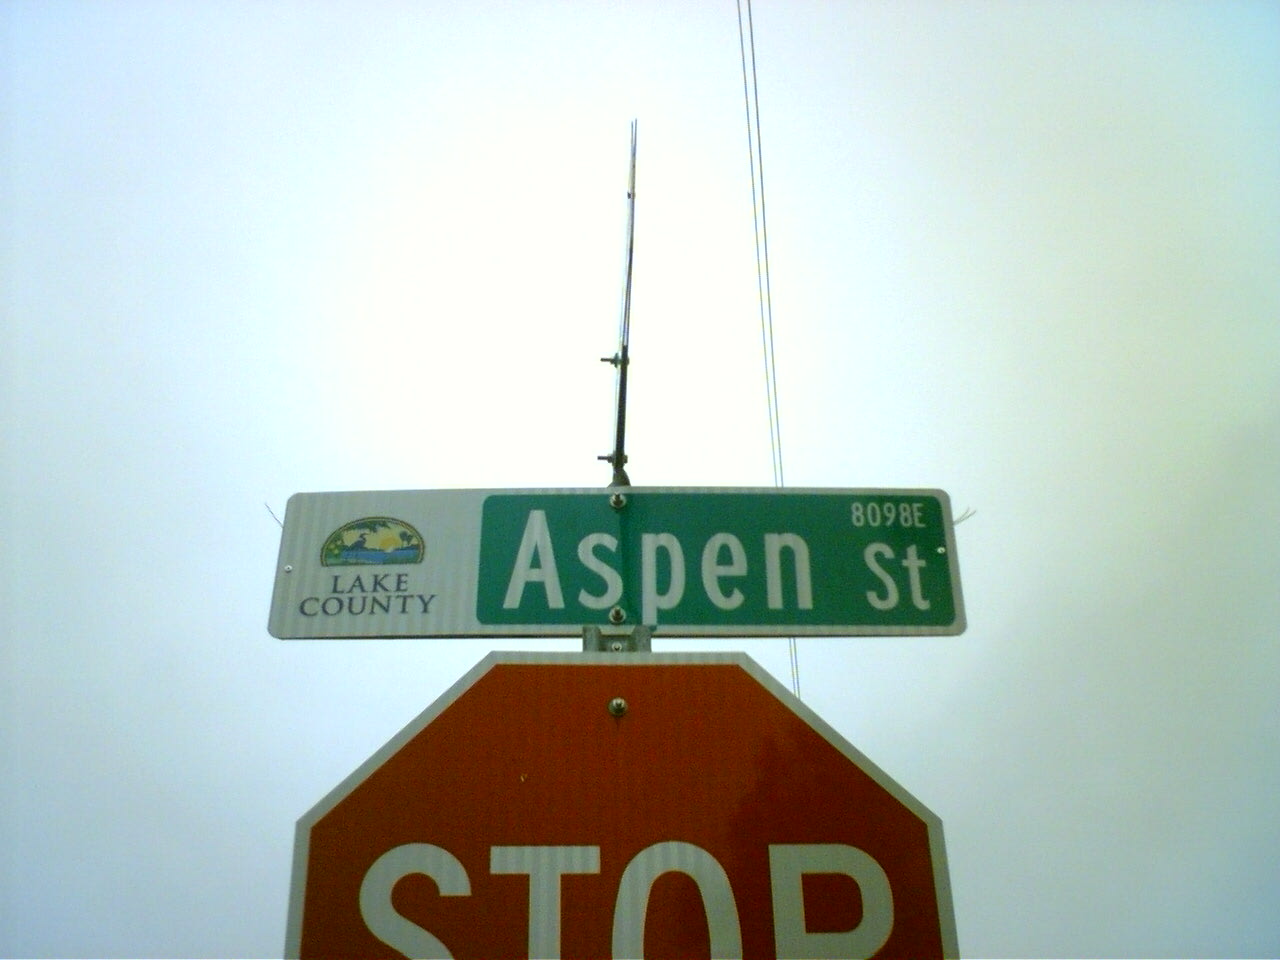 LAKE
COUNTY
8098E
Aspen St
STOP